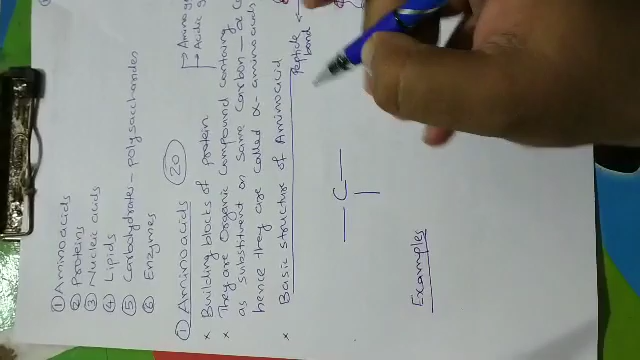 ① Aminoacids
② Proteins
③ Nucleic acids
④ Lipids
⑤ Carbohydrates - polysaccharides
⑥ Enzymes
① Aminoacids 20
→ Amino
→ Acidic
x Building blocks of protein
x They are Organic Compound containing
as substituent on same Carbon - α
hence they are called α- aminoacids
x Basic structure of Aminoacid
Peptide
bond
— C —
Examples